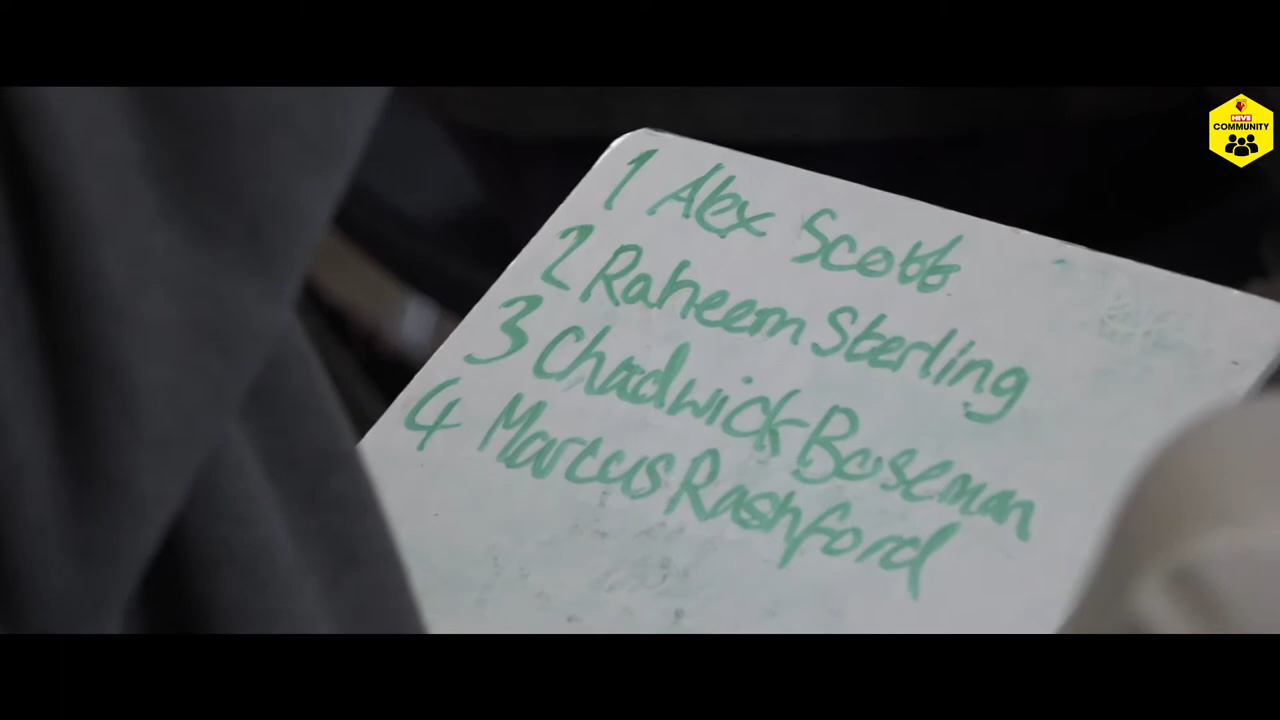 HIVE
COMMUNITY
1 Alex Scott
2 Raheem Sterling
3 Chadwick Boseman
4 Marcus Rashford